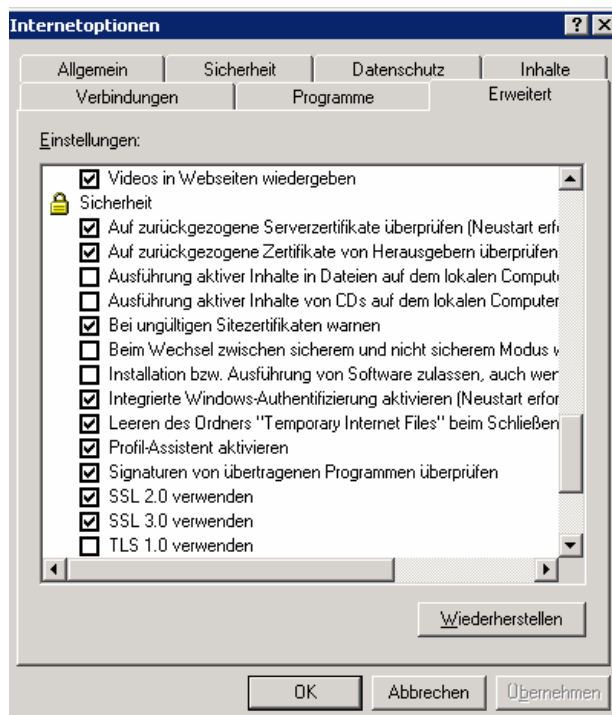 Internetoptionen
Allgemein Sicherheit Datenschutz Inhalte
Verbindungen Programme Erweitert
Einstellungen:
Videos in Webseiten wiedergeben
Sicherheit
Auf zurückgezogene Serverzertifikate überprüfen (Neustart erfo
Auf zurückgezogene Zertifikate von Herausgebern überprüfen
Ausführung aktiver Inhalte in Dateien auf dem lokalen Compute
Ausführung aktiver Inhalte von CDs auf dem lokalen Computer
Bei ungültigen Sitezertifikaten warnen
Beim Wechsel zwischen sicherem und nicht sicherem Modus w
Installation bzw. Ausführung von Software zulassen, auch wer
Integrierte Windows-Authentifizierung aktivieren (Neustart erfor
Leeren des Ordners "Temporary Internet Files" beim Schließen
Profil-Assistent aktivieren
Signaturen von übertragenen Programmen überprüfen
SSL 2.0 verwenden
SSL 3.0 verwenden
TLS 1.0 verwenden
Wiederherstellen
OK Abbrechen Übernehmen